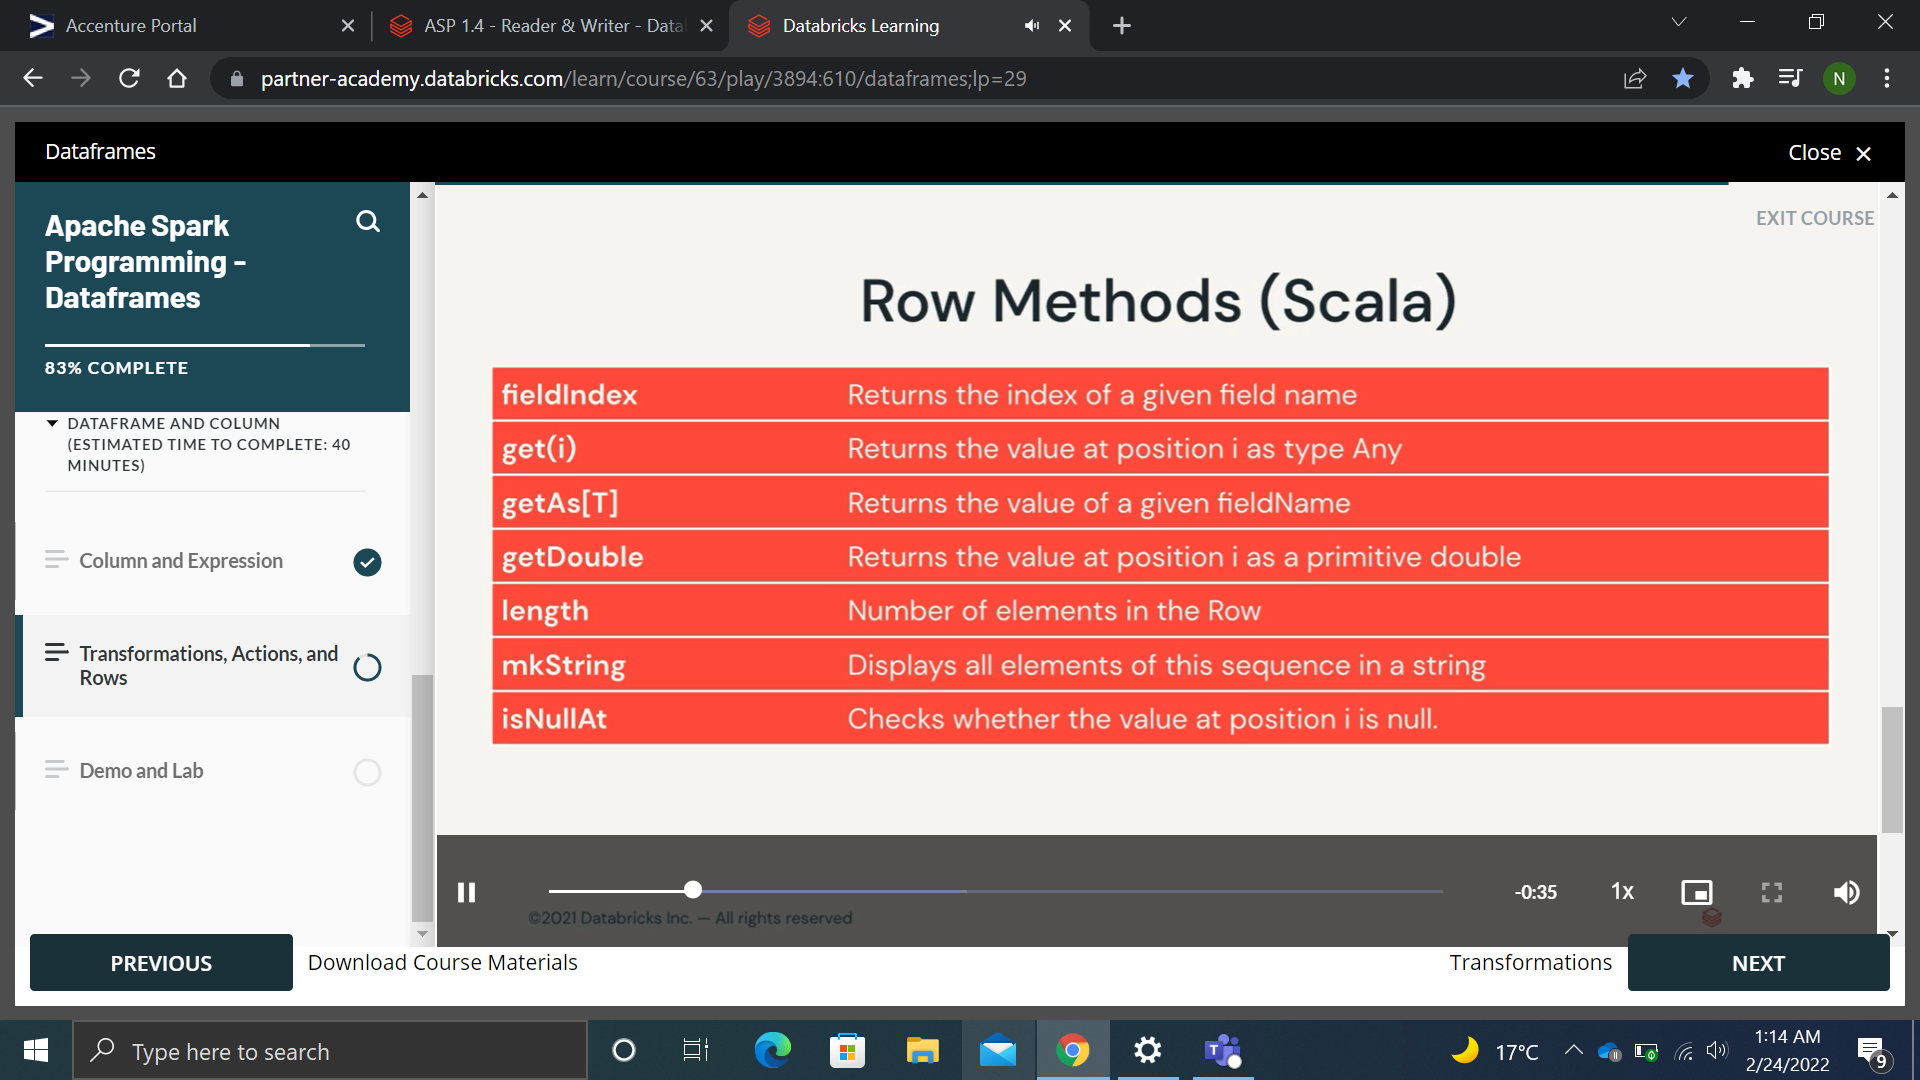 Accenture Portal
ASP 1.4 - Reader & Writer - Data
Databricks Learning
partner-academy.databricks.com/learn/course/63/play/3894:610/dataframes;lp=29
N
Dataframes
Close
Apache Spark
Programming -
Dataframes
83% COMPLETE
DATAFRAME AND COLUMN
(ESTIMATED TIME TO COMPLETE: 40
MINUTES)
Column and Expression
Transformations, Actions, and
Rows
Demo and Lab
EXIT COURSE
Row Methods (Scala)
fieldIndex Returns the index of a given field name
get(i) Returns the value at position i as type Any
getAs[T] Returns the value of a given fieldName
getDouble Returns the value at position i as a primitive double
length Number of elements in the Row
mkString Displays all elements of this sequence in a string
isNullAt Checks whether the value at position i is null.
-0:35
1x
©2021 Databricks Inc. — All rights reserved
PREVIOUS
Download Course Materials
Transformations
NEXT
Type here to search
17°C
1:14 AM
2/24/2022
9